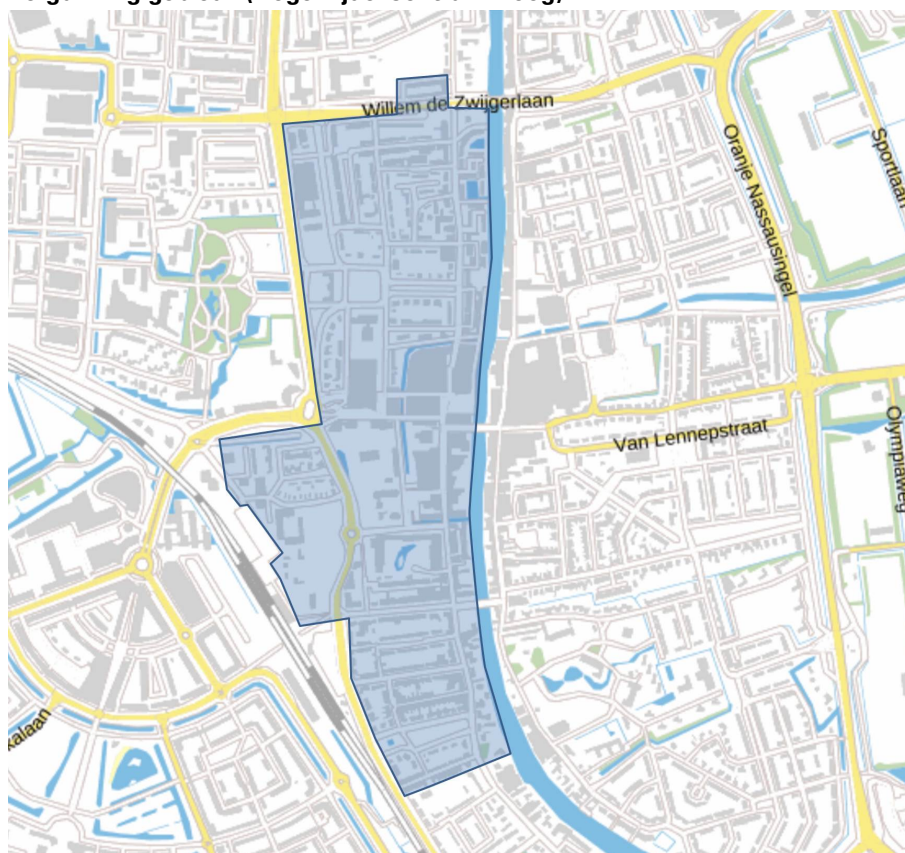 Willem de Zwijgerlaan
Oranje Nassausingel
Sportlaan
Van Lennepstraat
Olympiaweg